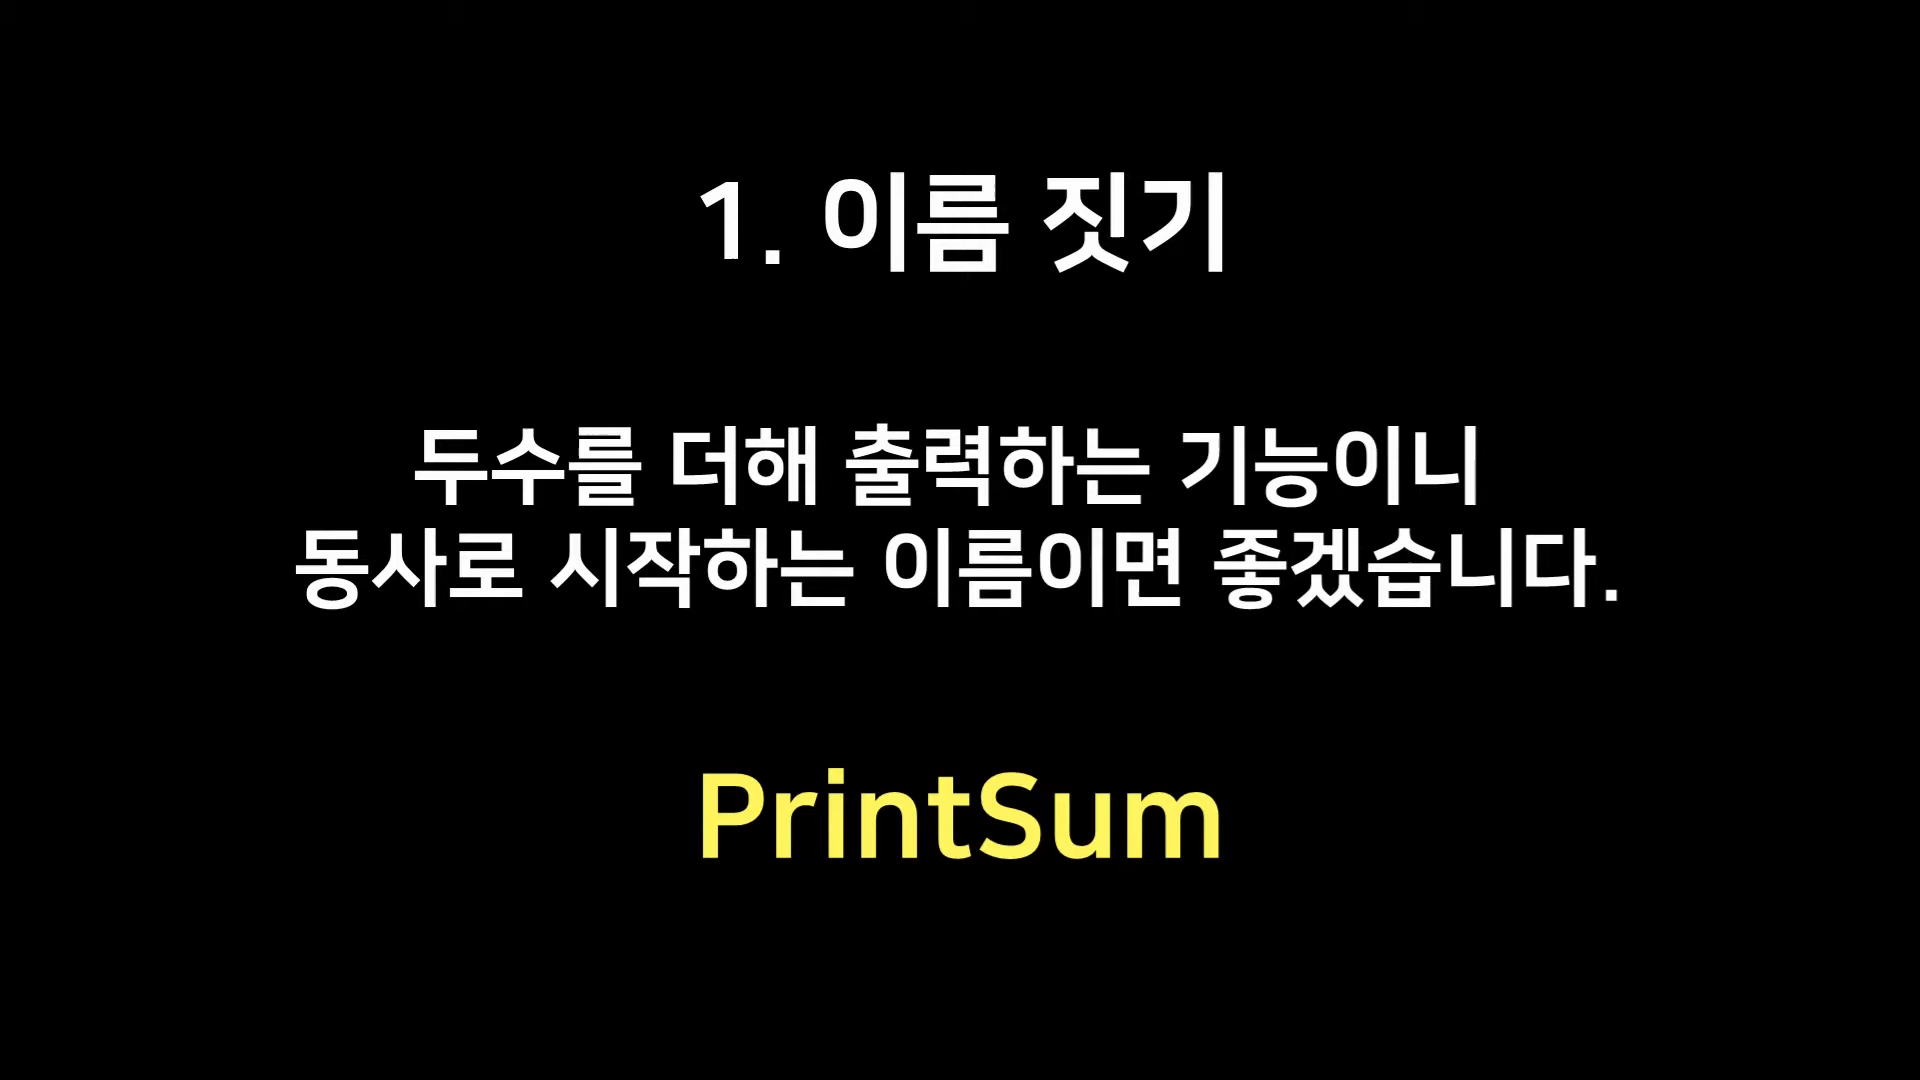 1. 이름 짓기
두수를 더해 출력하는 기능이니
동사로 시작하는 이름이면 좋겠습니다.
PrintSum